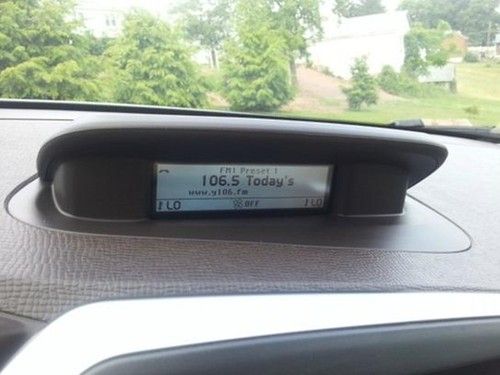 FM1 Preset 1
106.5 Today's
www.y106.fm
LO OFF LO